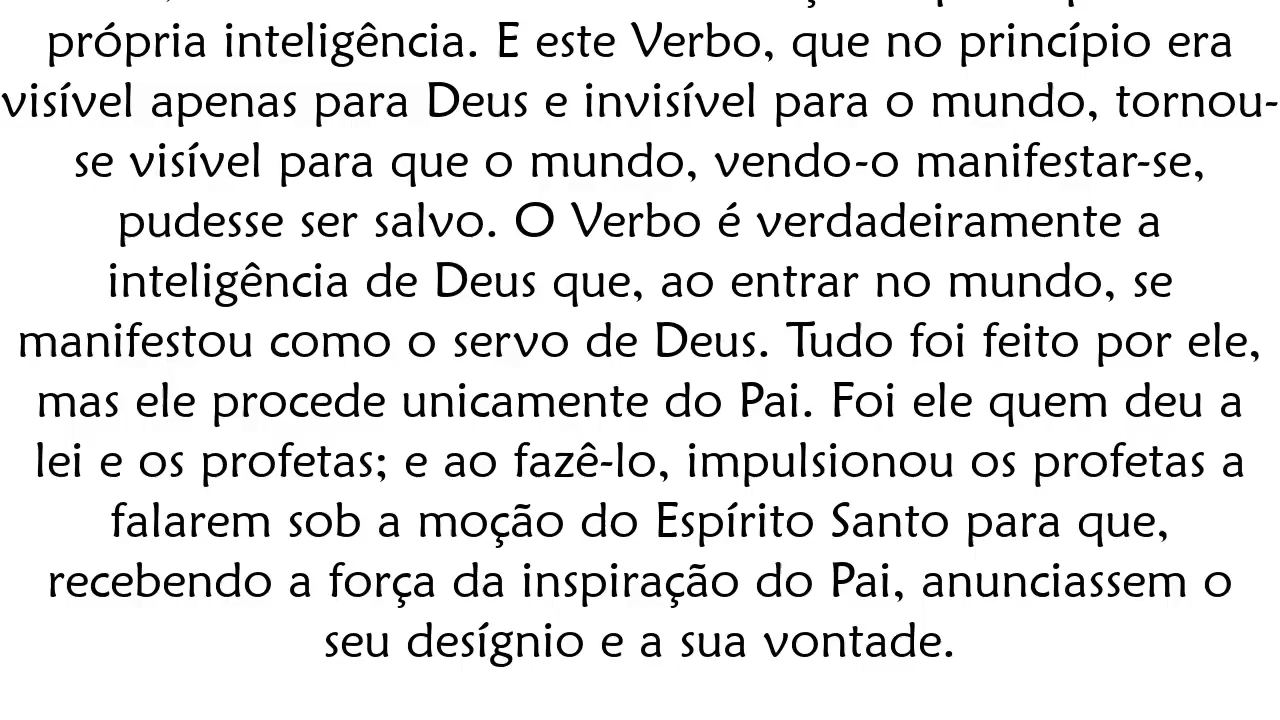 própria inteligência. E este Verbo, que no princípio era
visível apenas para Deus e invisível para o mundo, tornou-
se visível para que o mundo, vendo-o manifestar-se,
pudesse ser salvo. O Verbo é verdadeiramente a
inteligência de Deus que, ao entrar no mundo, se
manifestou como o servo de Deus. Tudo foi feito por ele,
mas ele procede unicamente do Pai. Foi ele quem deu a
lei e os profetas; e ao fazê-lo, impulsionou os profetas a
falarem sob a moção do Espírito Santo para que,
recebendo a força da inspiração do Pai, anunciassem o
seu desígnio e a sua vontade.